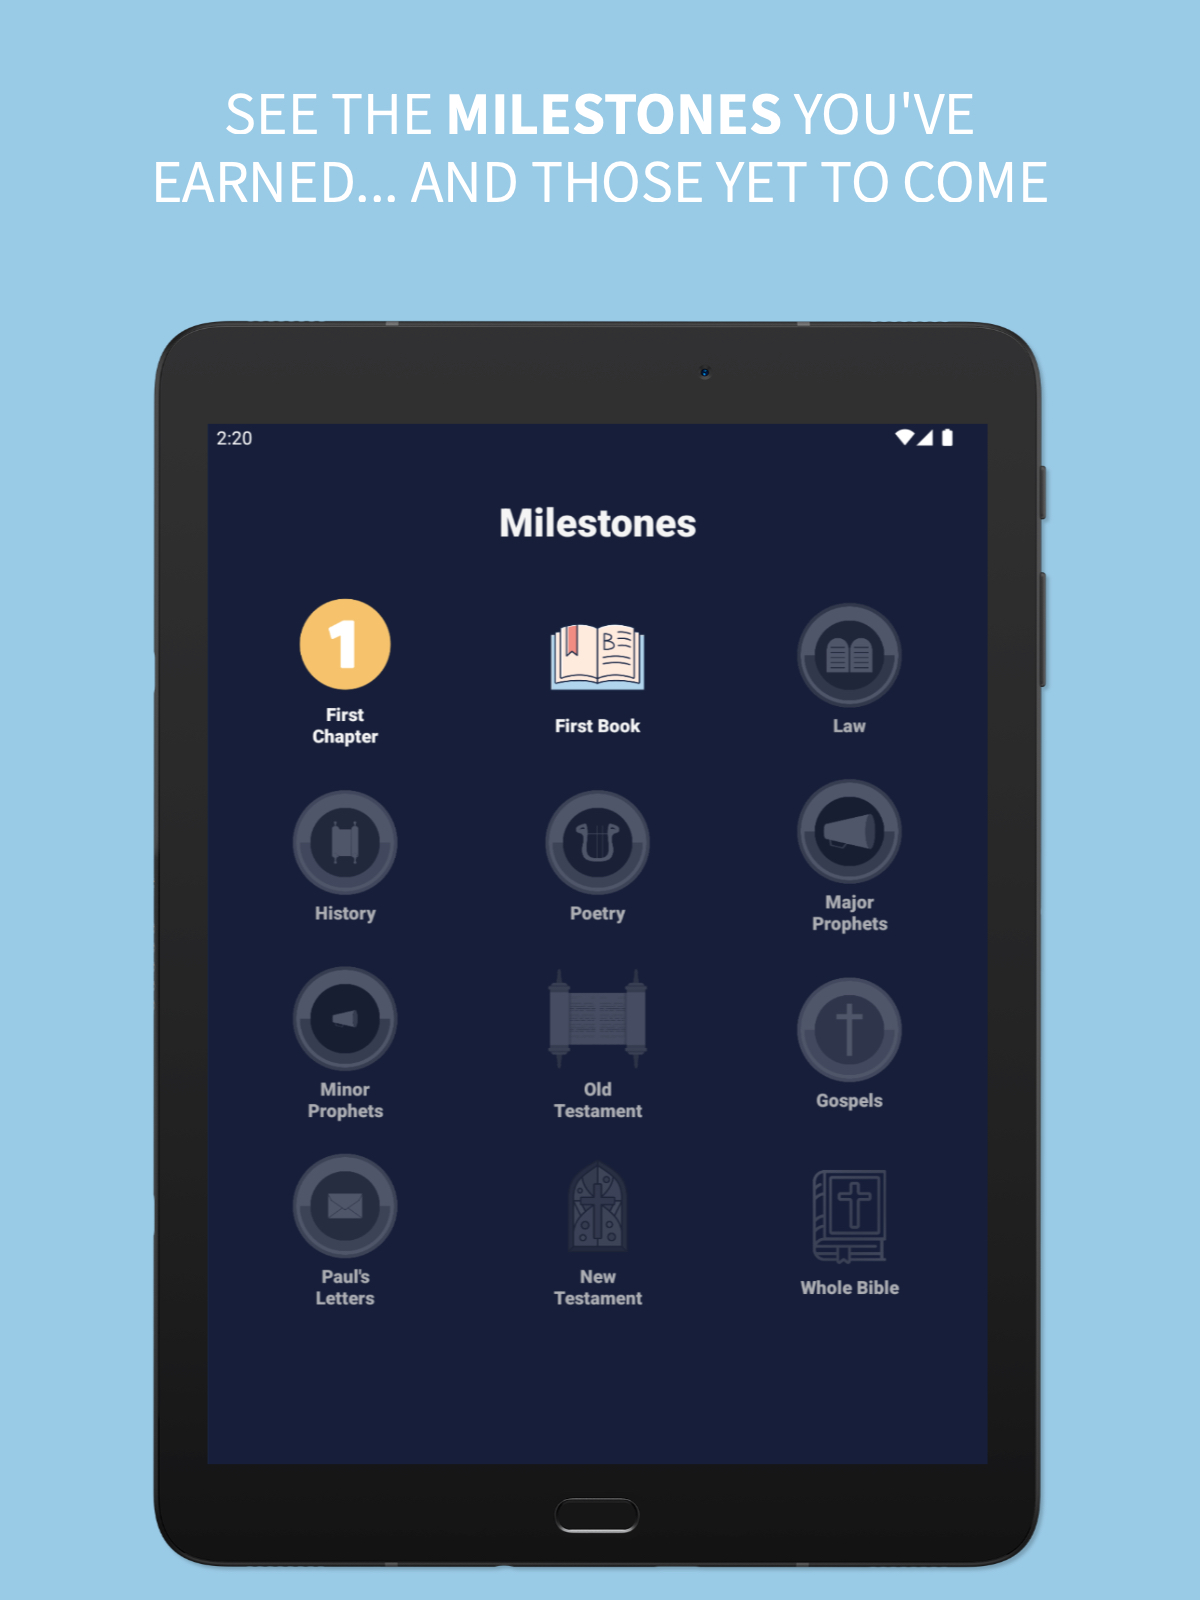 SEE THE MILESTONES YOU'VE
EARNED... AND THOSE YET TO COME
2:20
Milestones
1
First
Chapter
B
First Book
Law
History
Poetry
Major
Prophets
Minor
Prophets
Old
Testament
Gospels
Paul's
Letters
New
Testament
Whole Bible